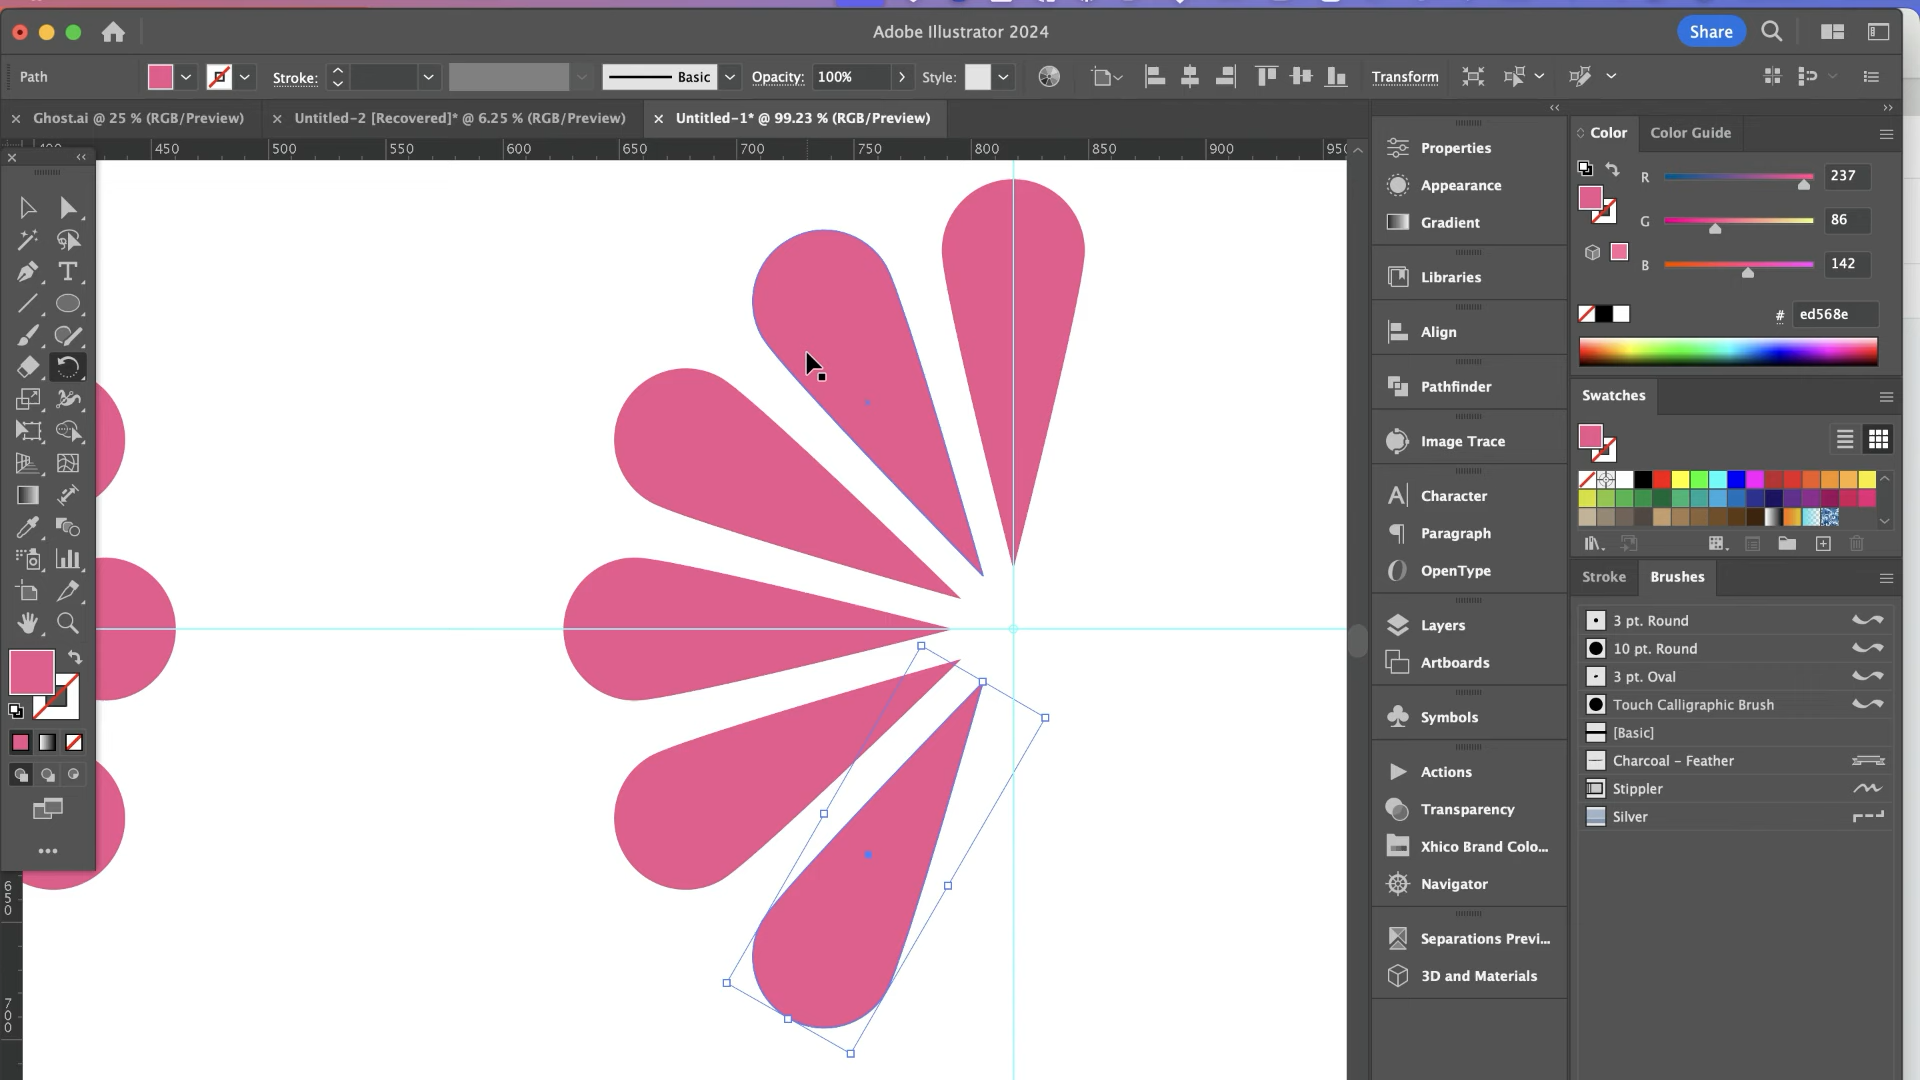 Adobe Illustrator 2024
Share
Path
Stroke:
Basic
Opacity:
100%
Style:
Transform
Ghost.ai @ 25 % (RGB/Preview)
Untitled-2 [Recovered]* @ 6.25 % (RGB/Preview)
Untitled-1* @ 99.23 % (RGB/Preview)
450
500
550
600
650
700
750
800
850
900
650
700
Properties
Appearance
Gradient
Libraries
Align
Pathfinder
Image Trace
Character
Paragraph
OpenType
Layers
Artboards
Symbols
Actions
Transparency
Xhico Brand Colo...
Navigator
Separations Previ...
3D and Materials
Color
Color Guide
R
237
G
86
B
142
#
ed568e
Swatches
Stroke
Brushes
3 pt. Round
10 pt. Round
3 pt. Oval
Touch Calligraphic Brush
[Basic]
Charcoal - Feather
Stippler
Silver